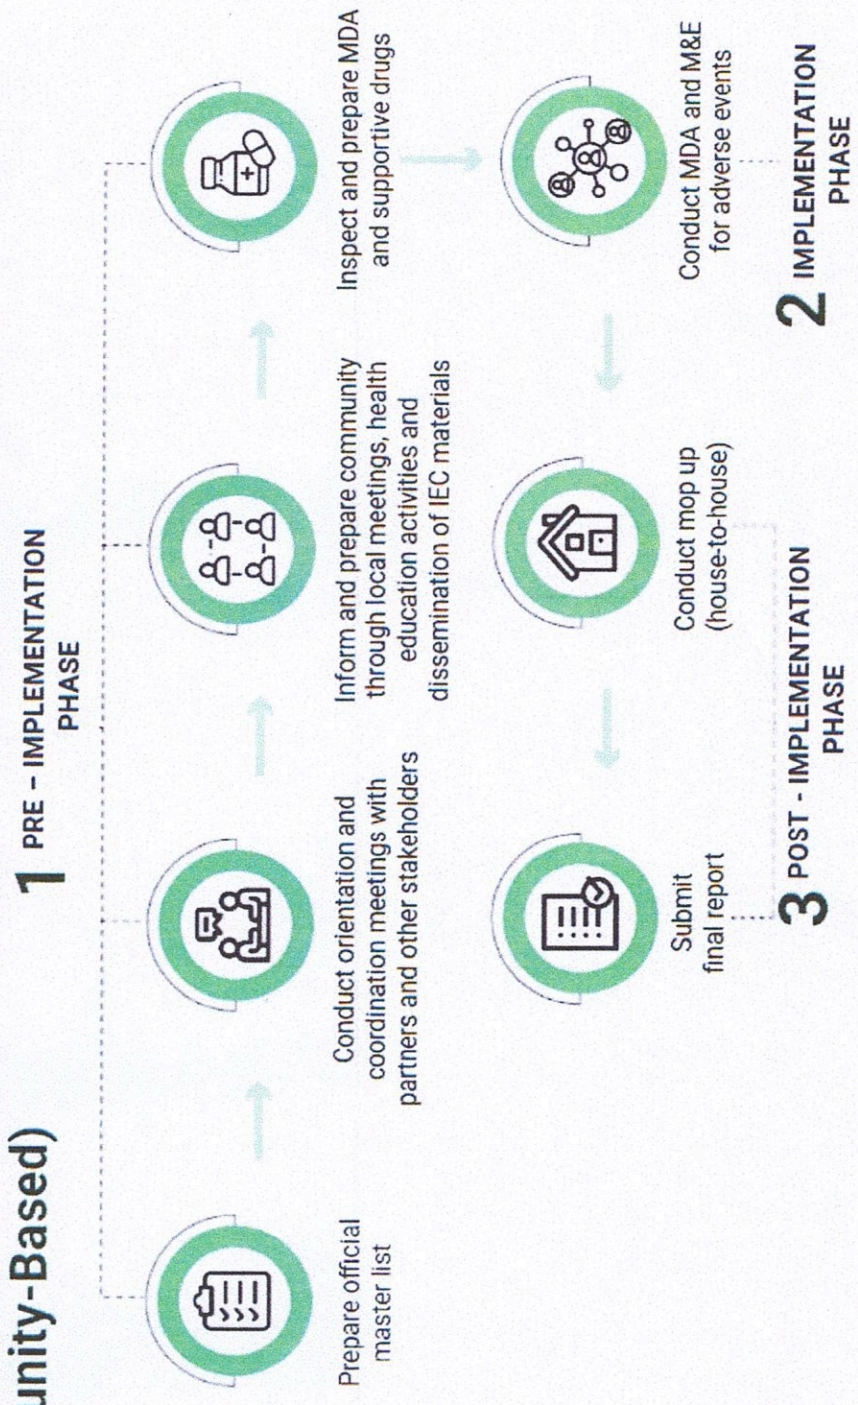 unity-Based)
1 PRE – IMPLEMENTATION
PHASE
Prepare official
master list
Conduct orientation and
coordination meetings with
partners and other stakeholders
Inform and prepare community
through local meetings, health
education activities and
dissemination of IEC materials
Inspect and prepare MDA
and supportive drugs
Conduct MDA and M&E
for adverse events
2 IMPLEMENTATION
PHASE
Conduct mop up
(house-to-house)
Submit
final report
3 POST - IMPLEMENTATION
PHASE